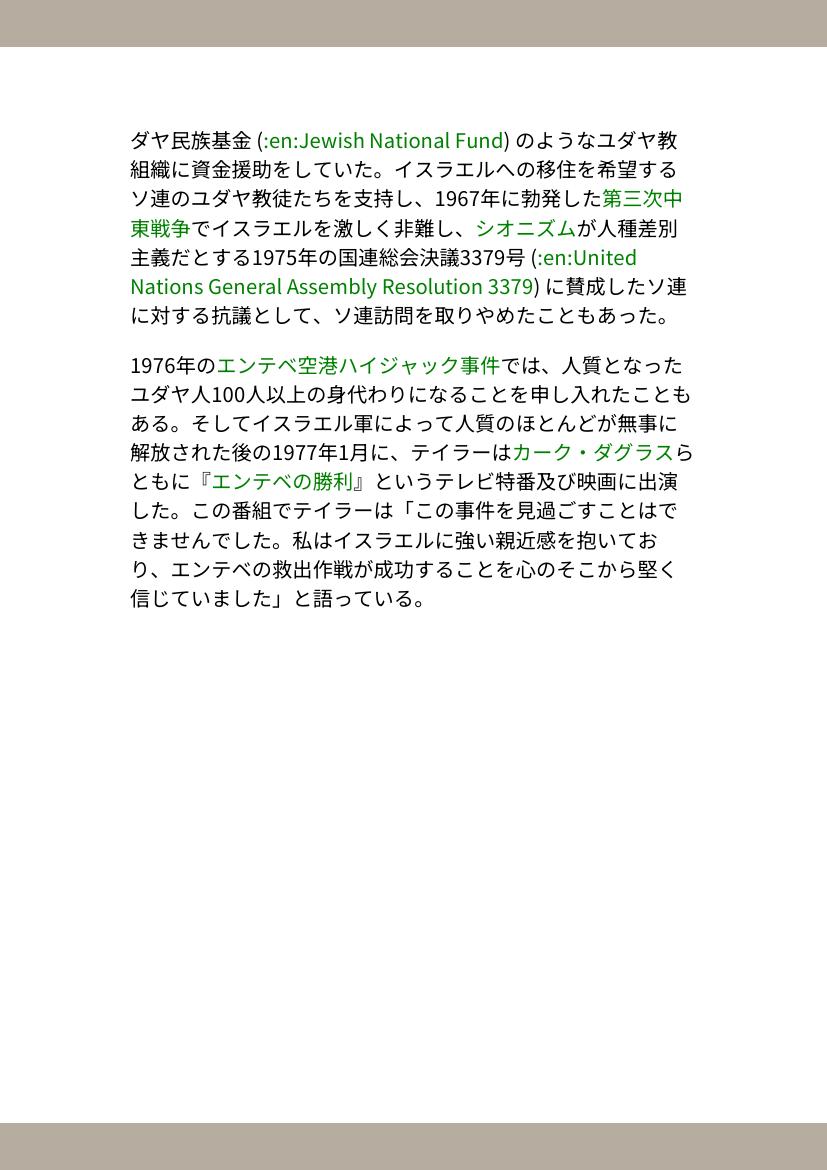 ダヤ民族基金 (:en:Jewish National Fund) のようなユダヤ教
組織に資金援助をしていた。イスラエルへの移住を希望する
ソ連のユダヤ教徒たちを支持し、1967年に勃発した第三次中
東戦争でイスラエルを激しく非難し、シオニズムが人種差別
主義だとする1975年の国連総会決議3379号 (:en:United
Nations General Assembly Resolution 3379) に賛成したソ連
に対する抗議として、ソ連訪問を取りやめたこともあった。
1976年のエンテベ空港ハイジャック事件では、人質となった
ユダヤ人100人以上の身代わりになることを申し入れたことも
ある。そしてイスラエル軍によって人質のほとんどが無事に
解放された後の1977年1月に、テイラーはカーク・ダグラスら
ともに『エンテベの勝利』というテレビ特番及び映画に出演
した。この番組でテイラーは「この事件を見過ごすことはで
きませんでした。私はイスラエルに強い親近感を抱いてお
り、エンテベの救出作戦が成功することを心のそこから堅く
信じていました」と語っている。